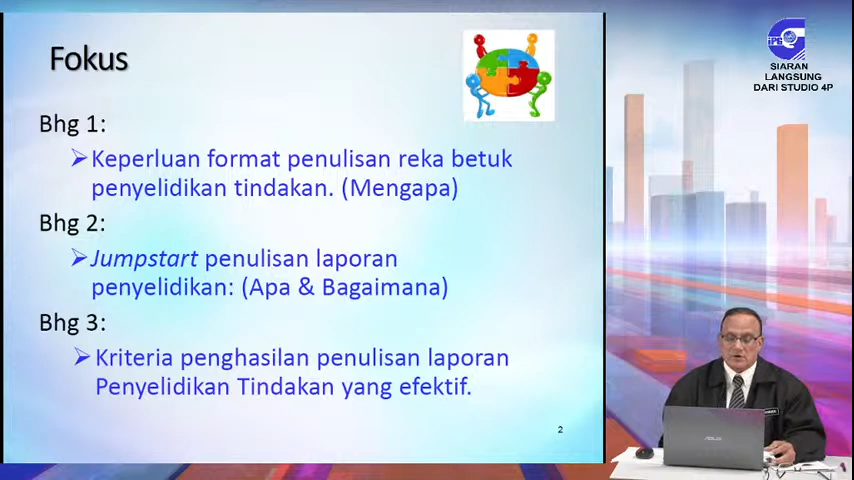 Fokus
Bhg 1:
Keperluan format penulisan reka betuk
penyelidikan tindakan. (Mengapa)
Bhg 2:
Jumpstart penulisan laporan
penyelidikan: (Apa & Bagaimana)
Bhg 3:
Kriteria penghasilan penulisan laporan
Penyelidikan Tindakan yang efektif.
2
SIARAN
LANGSUNG
DARI STUDIO 4P
ASUS